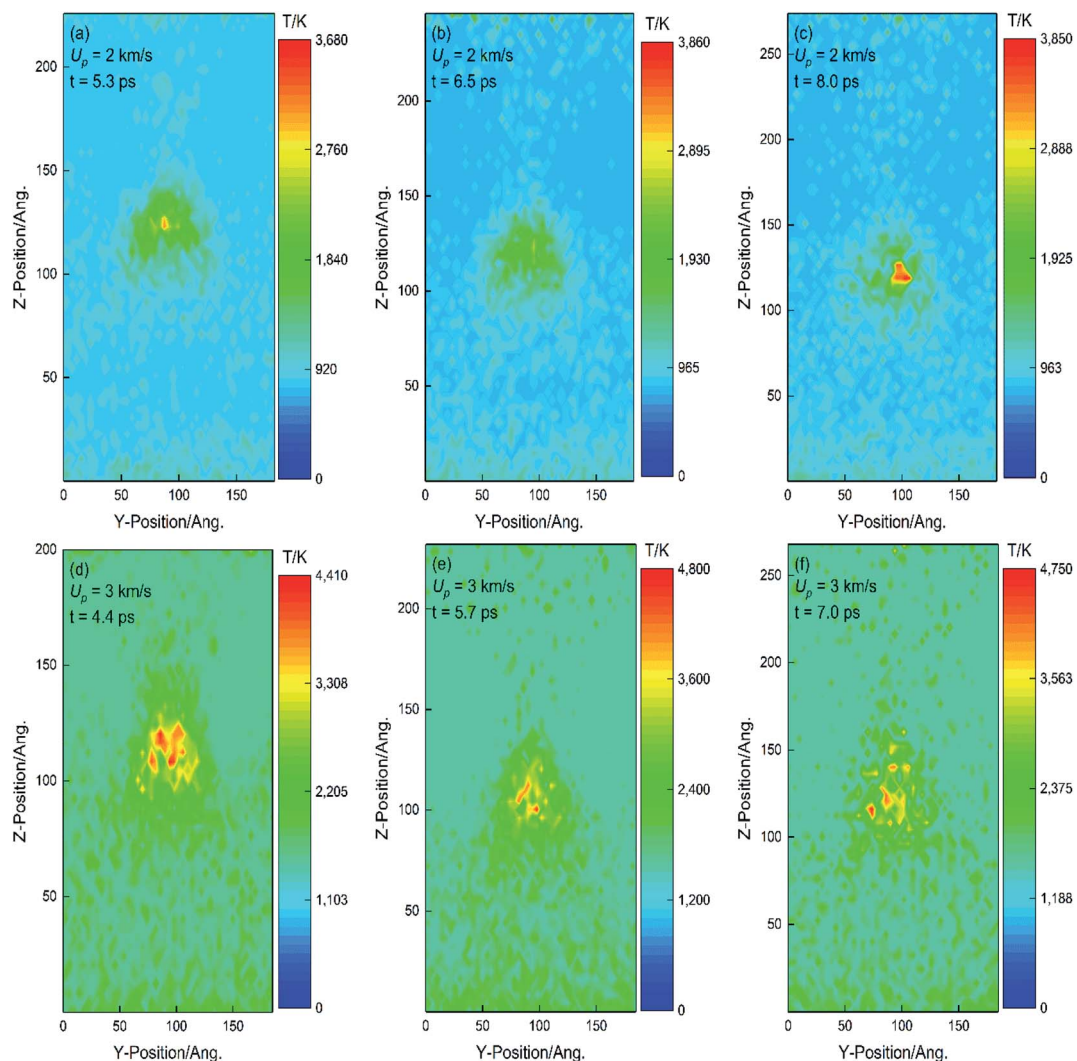 (a)
U_p = 2 km/s
t = 5.3 ps
T/K
3,680
2,760
1,840
920
0
200
150
100
50
Z-Position/Ang.
0 50 100 150
Y-Position/Ang.
(b)
U_p = 2 km/s
t = 6.5 ps
T/K
3,860
2,895
1,930
965
0
200
150
100
50
Z-Position/Ang.
0 50 100 150
Y-Position/Ang.
(c)
U_p = 2 km/s
t = 8.0 ps
T/K
3,850
2,888
1,925
963
0
250
200
150
100
50
Z-Position/Ang.
0 50 100 150
Y-Position/Ang.
(d)
U_p = 3 km/s
t = 4.4 ps
T/K
4,410
3,308
2,205
1,103
0
200
150
100
50
Z-Position/Ang.
0 50 100 150
Y-Position/Ang.
(e)
U_p = 3 km/s
t = 5.7 ps
T/K
4,800
3,600
2,400
1,200
0
200
150
100
50
Z-Position/Ang.
0 50 100 150
Y-Position/Ang.
(f)
U_p = 3 km/s
t = 7.0 ps
T/K
4,750
3,563
2,375
1,188
0
250
200
150
100
50
Z-Position/Ang.
0 50 100 150
Y-Position/Ang.